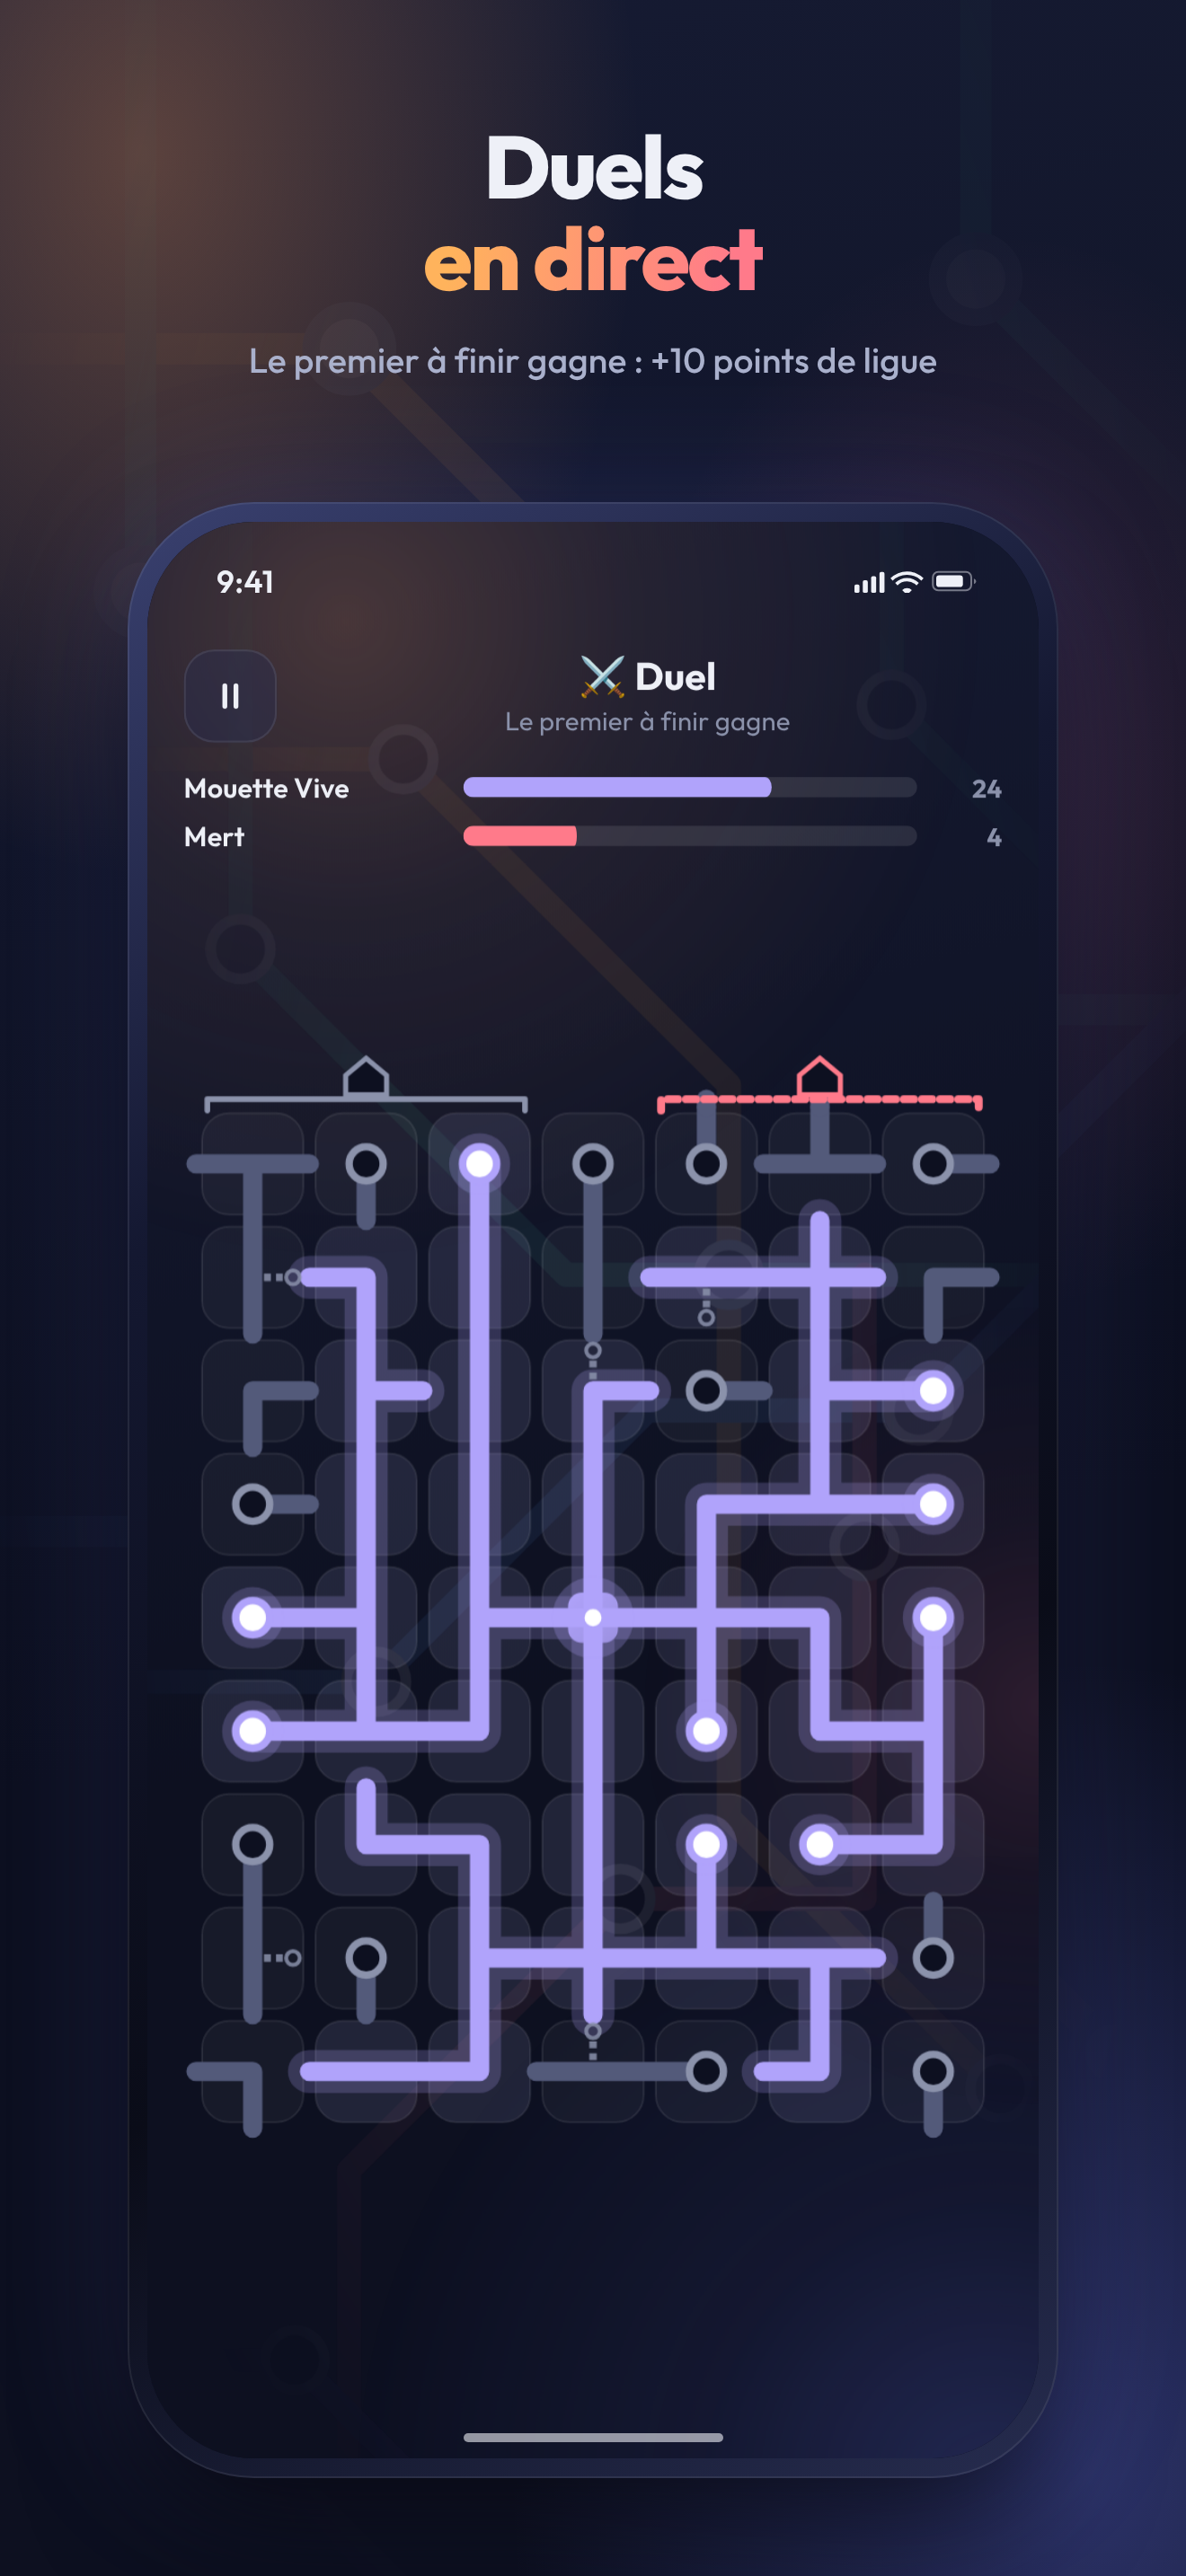 Duels
en direct
Le premier à finir gagne : +10 points de ligue
9:41
⚔️ Duel
Le premier à finir gagne
Mouette Vive 24
Mert 4